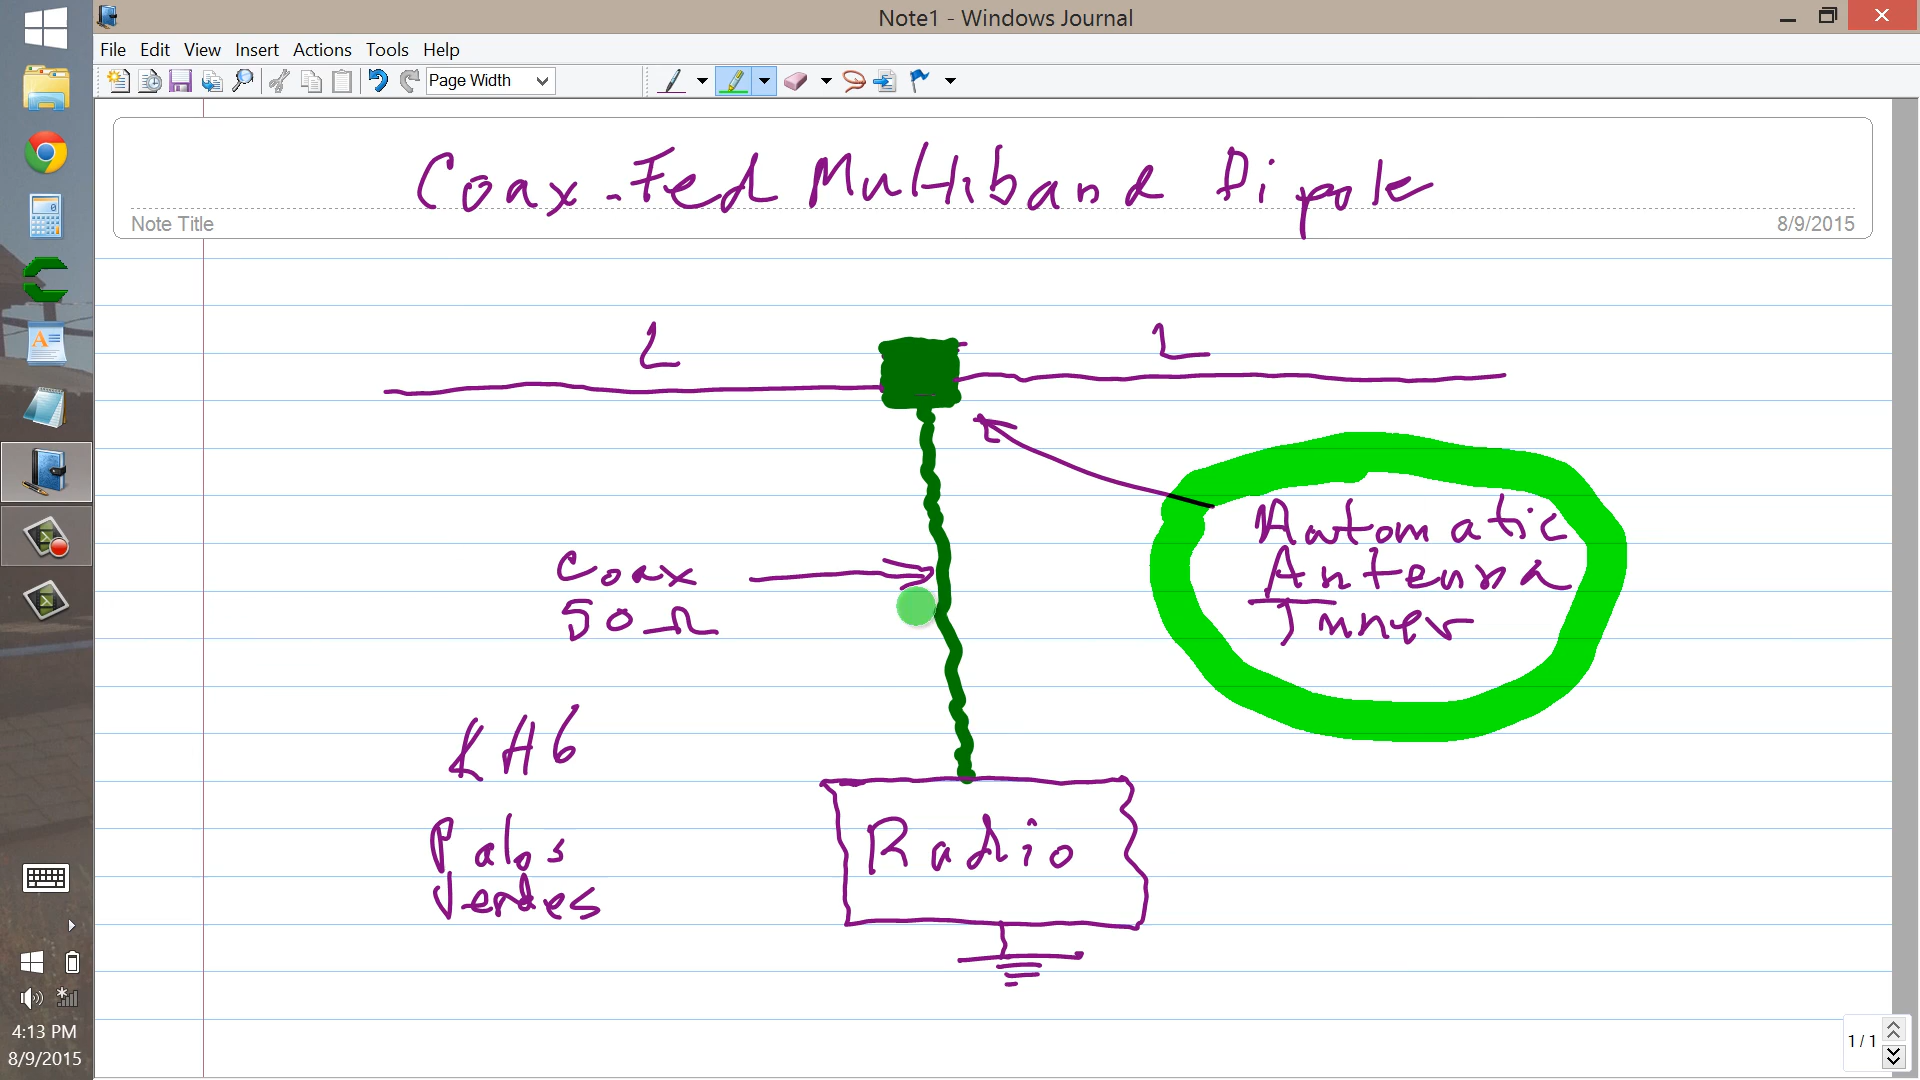 Note1 - Windows Journal
File Edit View Insert Actions Tools Help
Page Width
Coax-Fed Multiband Dipole
Note Title
8/9/2015
L
L
Automatic
Antenna
Tuner
Coax
50Ω
KH6
Palos
Verdes
Radio
4:13 PM
8/9/2015
1 / 1